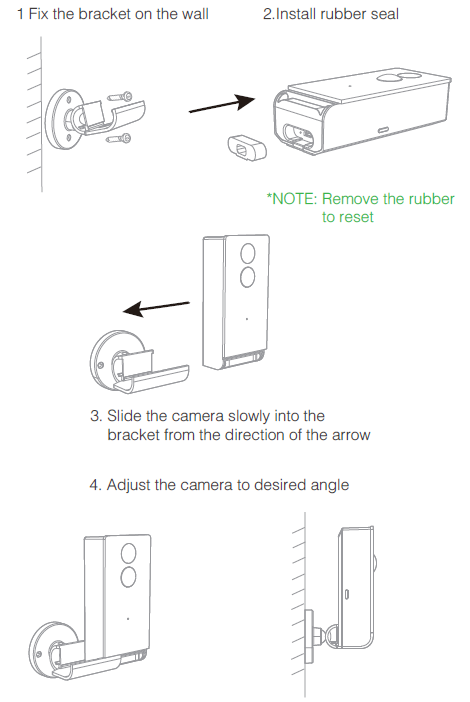 1 Fix the bracket on the wall
2.Install rubber seal
*NOTE: Remove the rubber
to reset
3. Slide the camera slowly into the
bracket from the direction of the arrow
4. Adjust the camera to desired angle